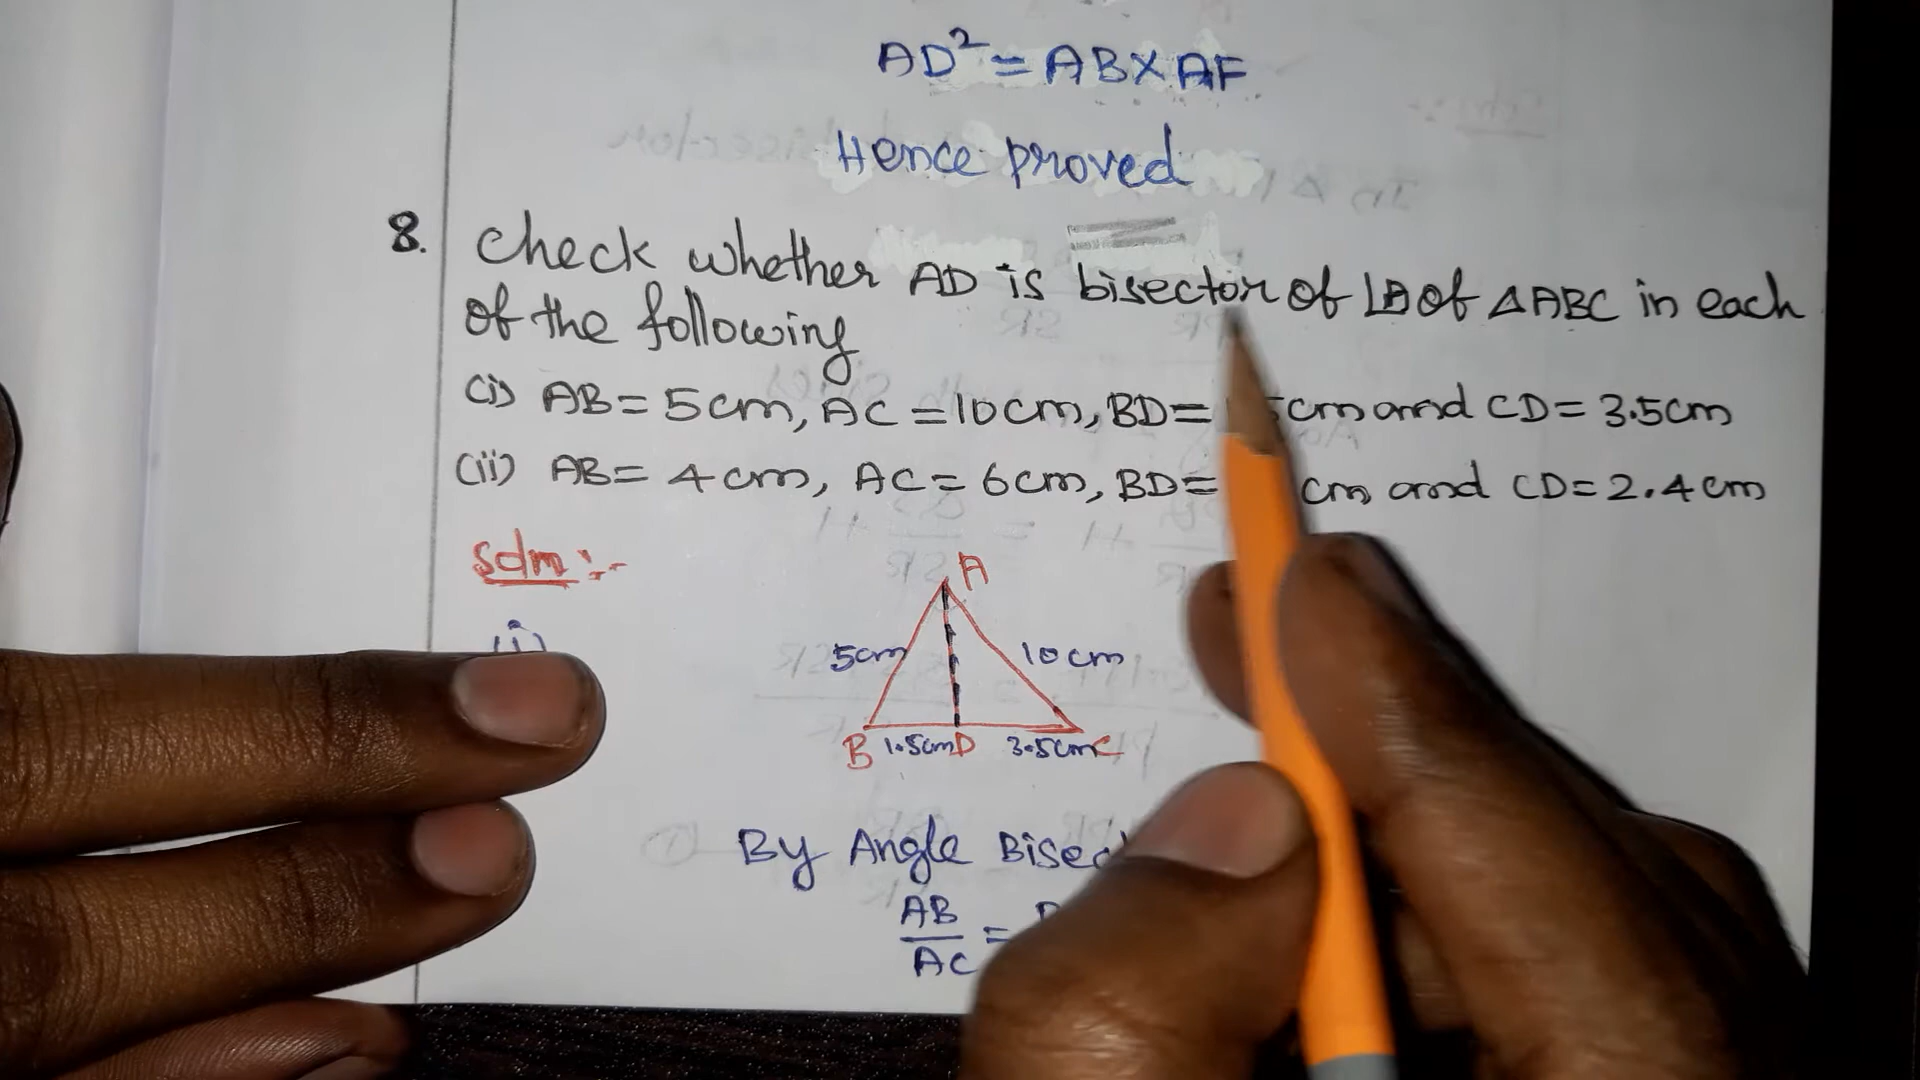 AD² = AB X AF
Hence proved
8. Check whether AD is bisector of ∠A of △ABC in each
of the following
(i) AB = 5cm, AC = 10cm, BD = 5cm and CD = 3.5cm
(ii) AB = 4cm, AC = 6cm, BD = cm and CD = 2.4cm
Soln :-
(i)
A
5cm 10cm
B 1.5cm D 3.5cm C
By Angle
AB
=
AC